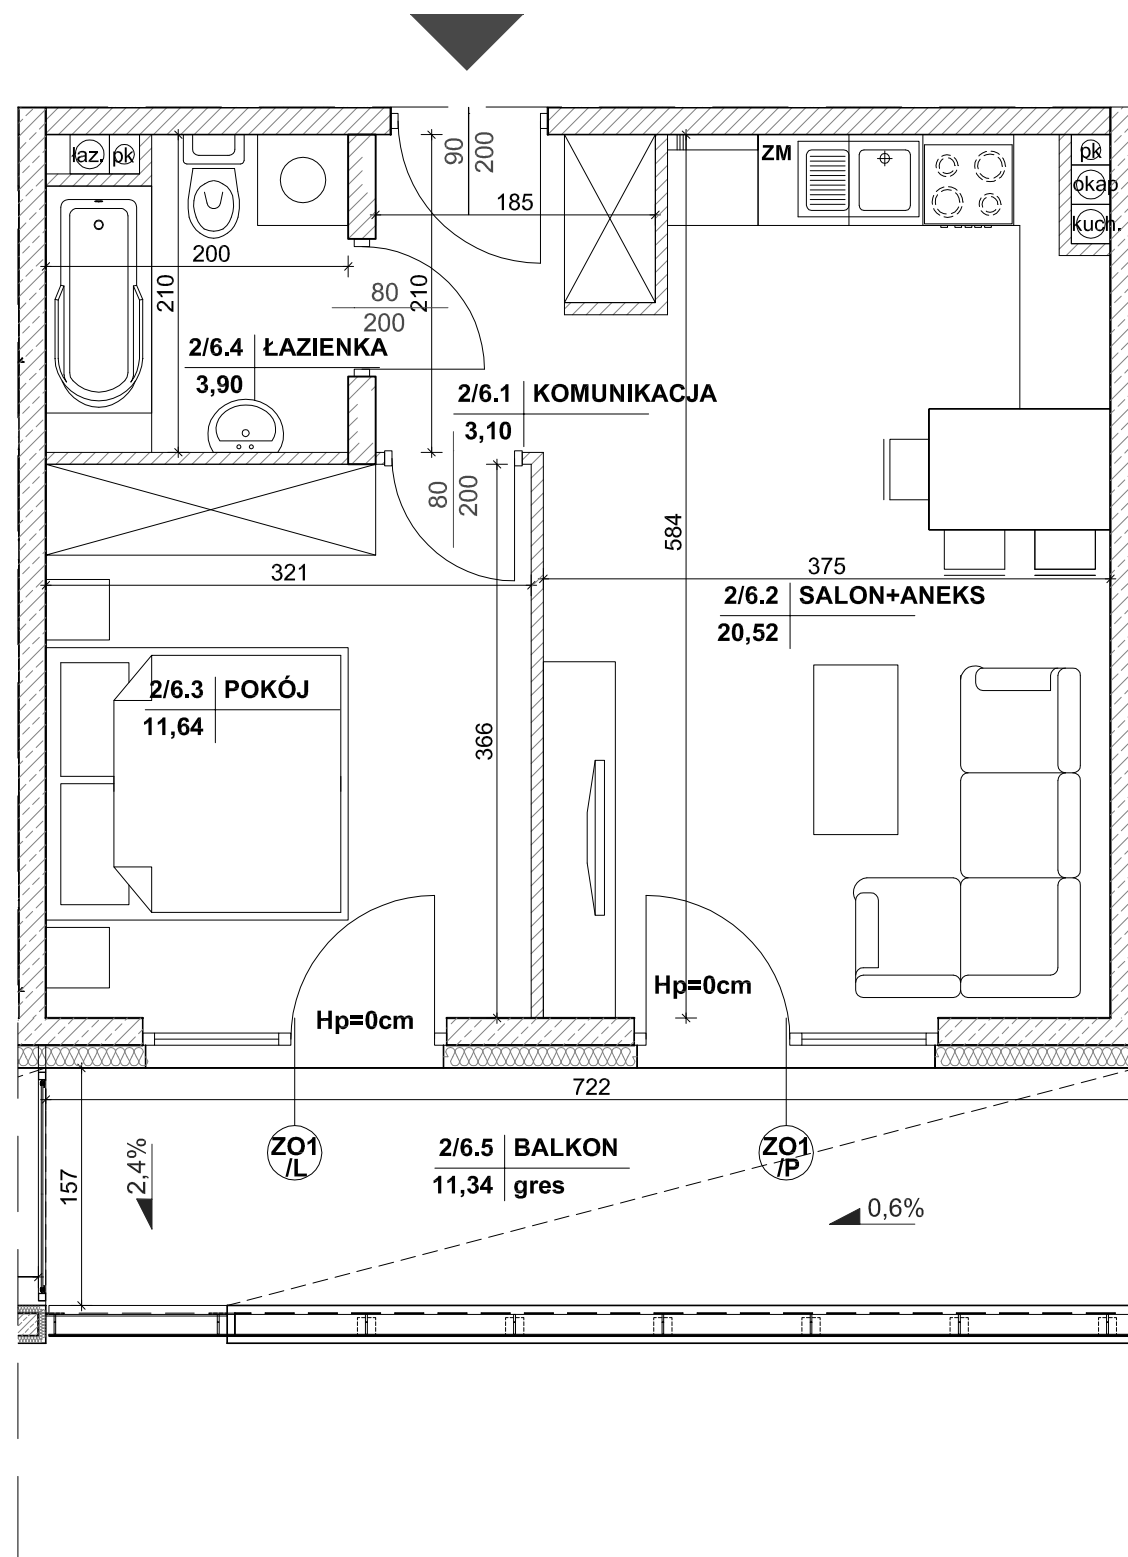 90
200
185
łaz. pk
ZM
pk
okap
kuch.
200
210
80
200
210
2/6.4 ŁAZIENKA
3,90
2/6.1 KOMUNIKACJA
3,10
80
200
584
321
375
2/6.2 SALON+ANEKS
20,52
2/6.3 POKÓJ
11,64
366
Hp=0cm
Hp=0cm
722
ZO1
/L
2/6.5 BALKON
11,34 gres
ZO1
/P
2,4%
157
0,6%